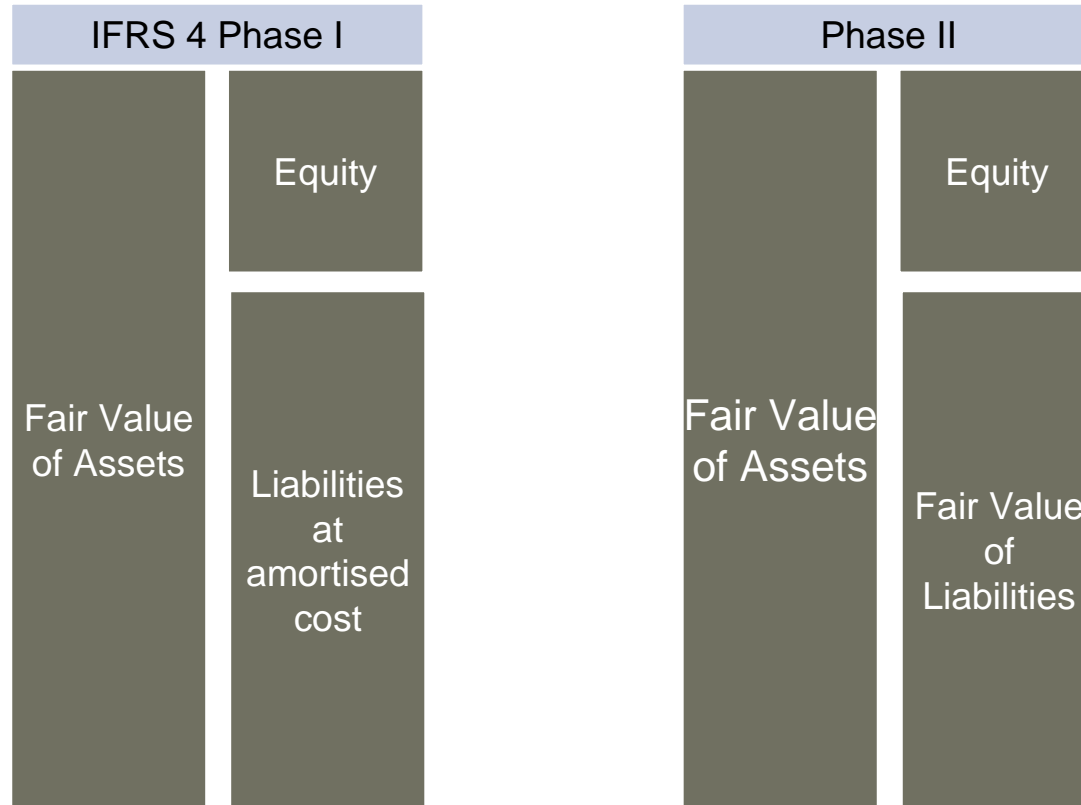 IFRS 4 Phase I
Fair Value
of Assets
Equity
Liabilities
at
amortised
cost
Phase II
Fair Value
of Assets
Equity
Fair Value
of
Liabilities